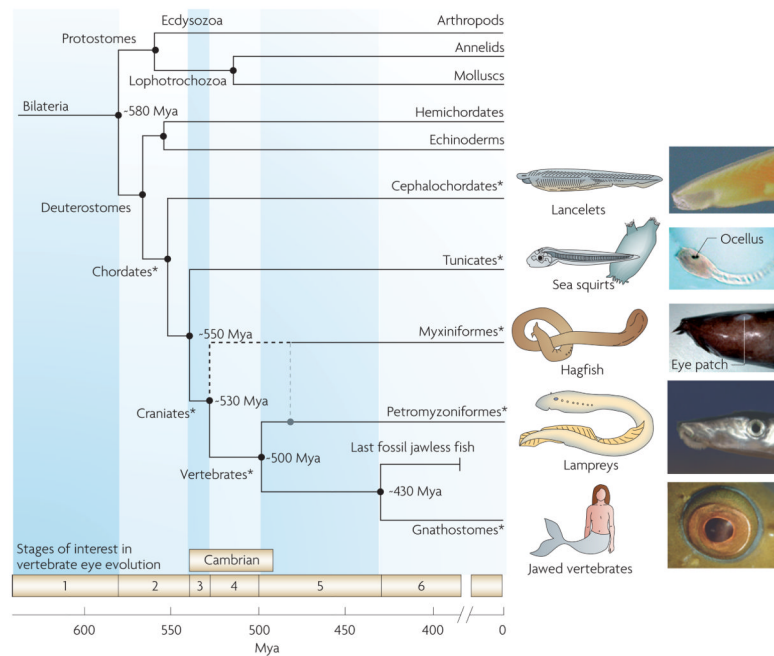 Ecdysozoa
Arthropods
Protostomes
Annelids
Lophotrochozoa
Molluscs
Bilateria
-580 Mya
Hemichordates
Echinoderms
Cephalochordates*
Deuterostomes
Lancelets
Ocellus
Tunicates*
Chordates*
Sea squirts
-550 Mya
Myxiniformes*
Eye patch
Hagfish
-530 Mya
Petromyzoniformes*
Craniates*
Last fossil jawless fish
-500 Mya
Lampreys
Vertebrates*
-430 Mya
Gnathostomes*
Stages of interest in
vertebrate eye evolution
Cambrian
Jawed vertebrates
1 2 3 4 5 6
600 550 500 450 400 0
Mya